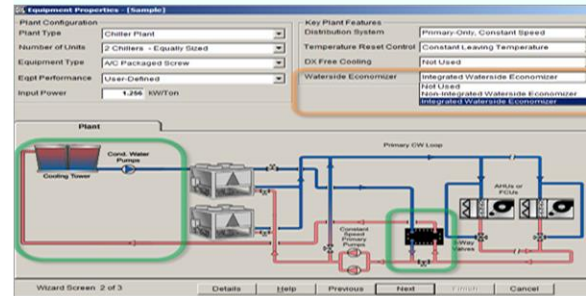 Equipment Properties - [Sample]
Plant Configuration
Plant Type
Chiller Plant
Number of Units
2 Chillers - Equally Sized
Equipment Type
A/C Packaged Screw
Eqpt Performance
User-Defined
Input Power
1.256 kW/Ton
Key Plant Features
Distribution System
Primary-Only, Constant Speed
Temperature Reset Control
Constant Leaving Temperature
DX Free Cooling
Not Used
Waterside Economizer
Integrated Waterside Economizer
Not Used
Non-Integrated Waterside Economizer
Integrated Waterside Economizer
Plant
Cooling Tower
Cond. Water
Pumps
Primary CW Loop
Constant
Speed
Primary
Pumps
AHUs or
FCUs
3-Way
Valves
Wizard Screen 2 of 3
Details
Help
Previous
Next
Finish
Cancel